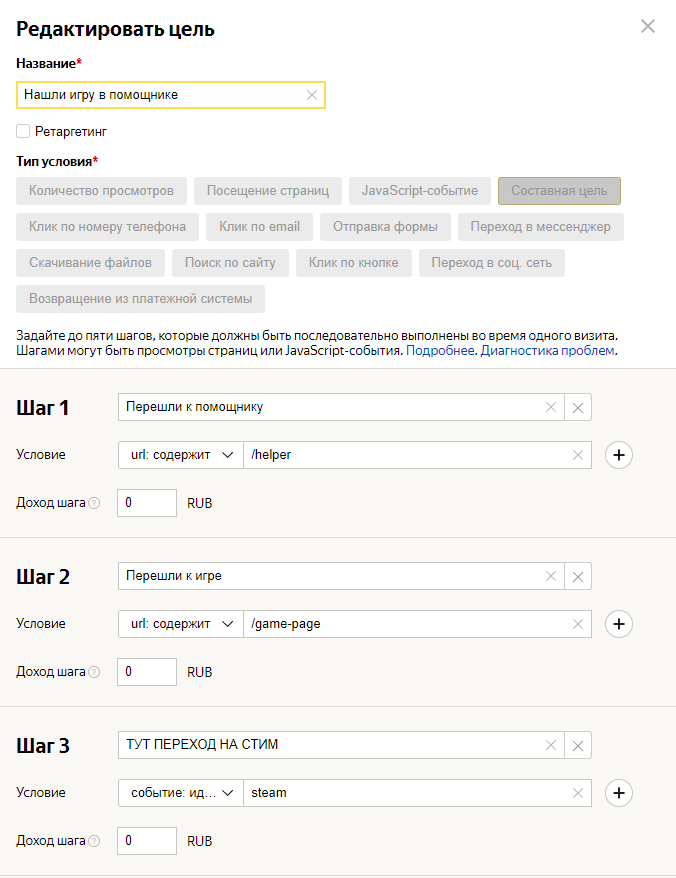 Редактировать цель
Название*
Нашли игру в помощнике
Ретаргетинг
Тип условия*
Количество просмотров Посещение страниц JavaScript-событие Составная цель
Клик по номеру телефона Клик по email Отправка формы Переход в мессенджер
Скачивание файлов Поиск по сайту Клик по кнопке Переход в соц. сеть
Возвращение из платежной системы
Задайте до пяти шагов, которые должны быть последовательно выполнены во время одного визита.
Шагами могут быть просмотры страниц или JavaScript-события. Подробнее. Диагностика проблем.
Шаг 1 Перешли к помощнику
Условие url: содержит /helper
Доход шага ? 0 RUB
Шаг 2 Перешли к игре
Условие url: содержит /game-page
Доход шага ? 0 RUB
Шаг 3 ТУТ ПЕРЕХОД НА СТИМ
Условие событие: ид... steam
Доход шага ? 0 RUB